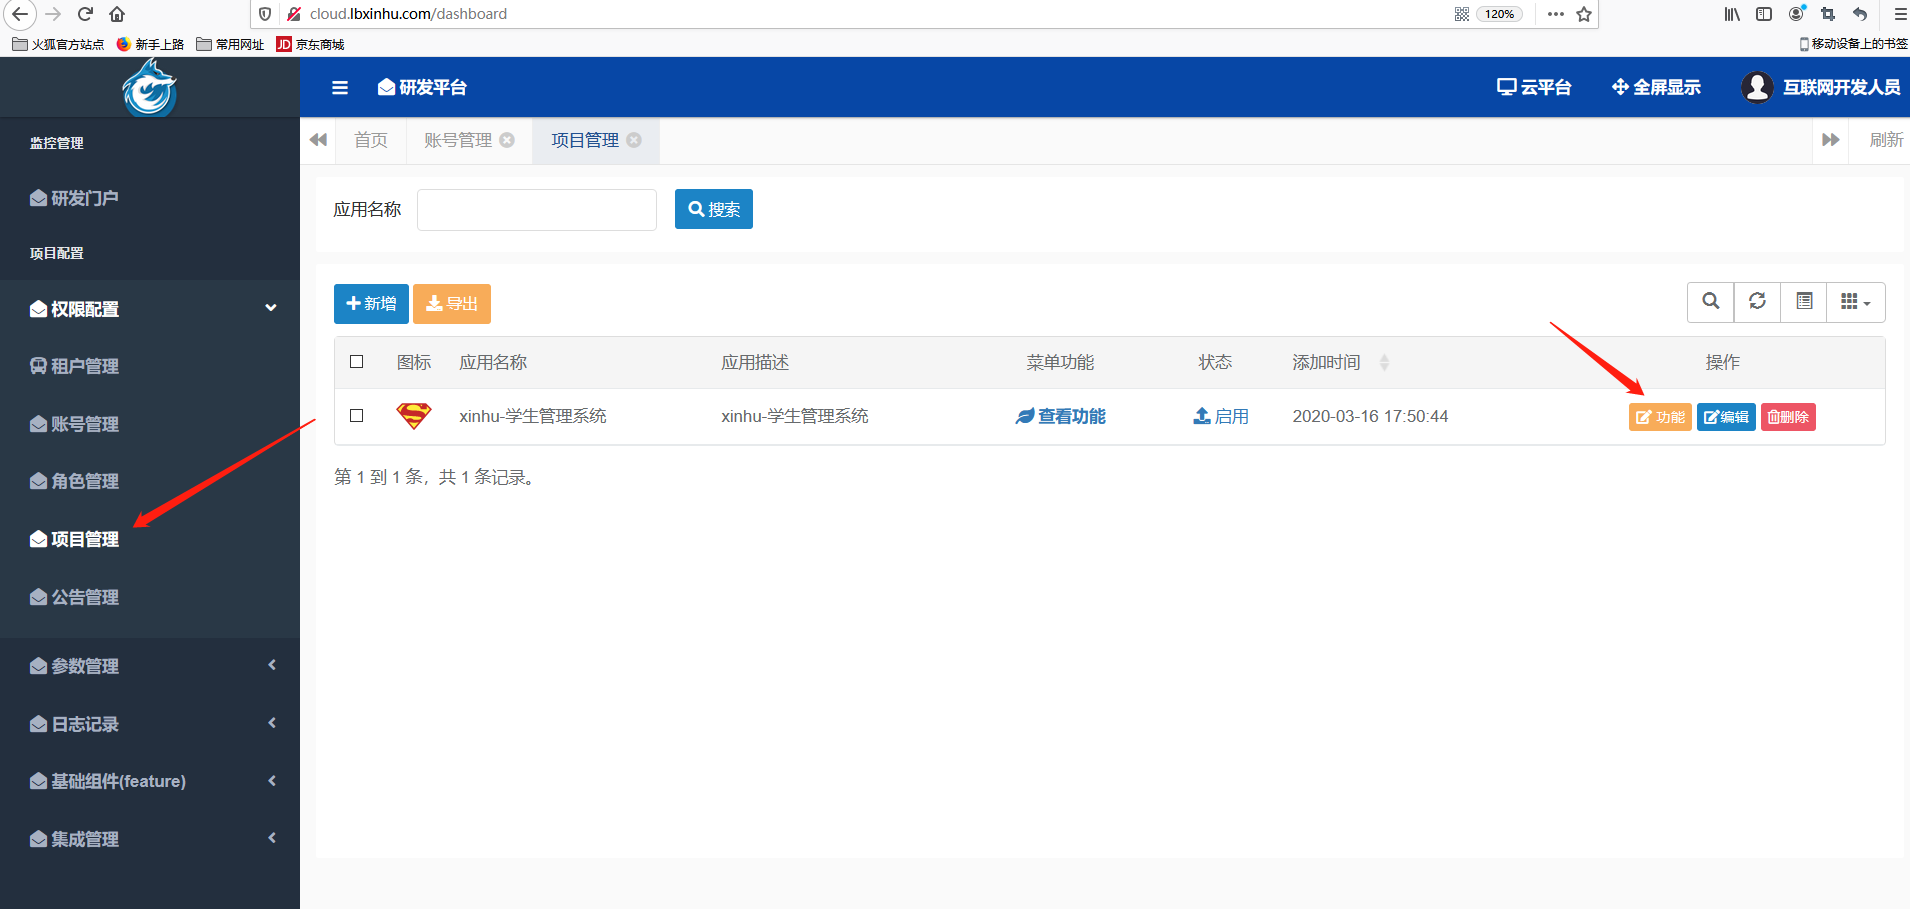 cloud.lbxinhu.com/dashboard
120%
火狐官方站点 新手上路 常用网址 JD 京东商城 移动设备上的书签
研发平台 云平台 全屏显示 互联网开发人员
首页 账号管理 项目管理 刷新
监控管理
研发门户
项目配置
权限配置
租户管理
账号管理
角色管理
项目管理
公告管理
参数管理
日志记录
基础组件(feature)
集成管理
应用名称 搜索
新增 导出
图标 应用名称 应用描述 菜单功能 状态 添加时间 操作
xinhu-学生管理系统 xinhu-学生管理系统 查看功能 启用 2020-03-16 17:50:44 功能 编辑 删除
第 1 到 1 条，共 1 条记录。